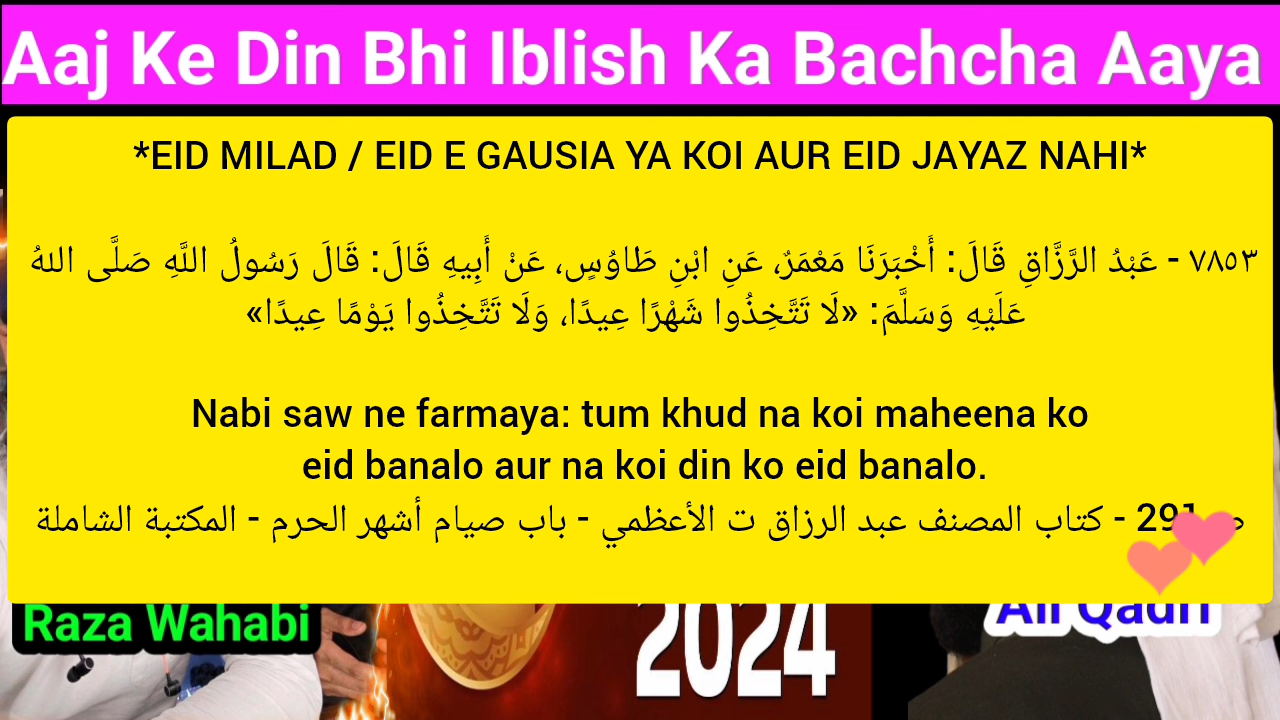 Aaj Ke Din Bhi Iblish Ka Bachcha Aaya
*EID MILAD / EID E GAUSIA YA KOI AUR EID JAYAZ NAHI*
٧٨٥٣ - عَبْدُ الرَّزَّاقِ قَالَ: أَخْبَرَنَا مَعْمَرٌ، عَنِ ابْنِ طَاوُسٍ، عَنْ أَبِيهِ قَالَ: قَالَ رَسُولُ اللَّهِ صَلَّى اللهُ
عَلَيْهِ وَسَلَّمَ: «لَا تَتَّخِذُوا شَهْرًا عِيدًا، وَلَا تَتَّخِذُوا يَوْمًا عِيدًا»
Nabi saw ne farmaya: tum khud na koi maheena ko
eid banalo aur na koi din ko eid banalo.
291 - كتاب المصنف عبد الرزاق ت الأعظمي - باب صيام أشهر الحرم - المكتبة الشاملة
Raza Wahabi
2024
Ali Qadri